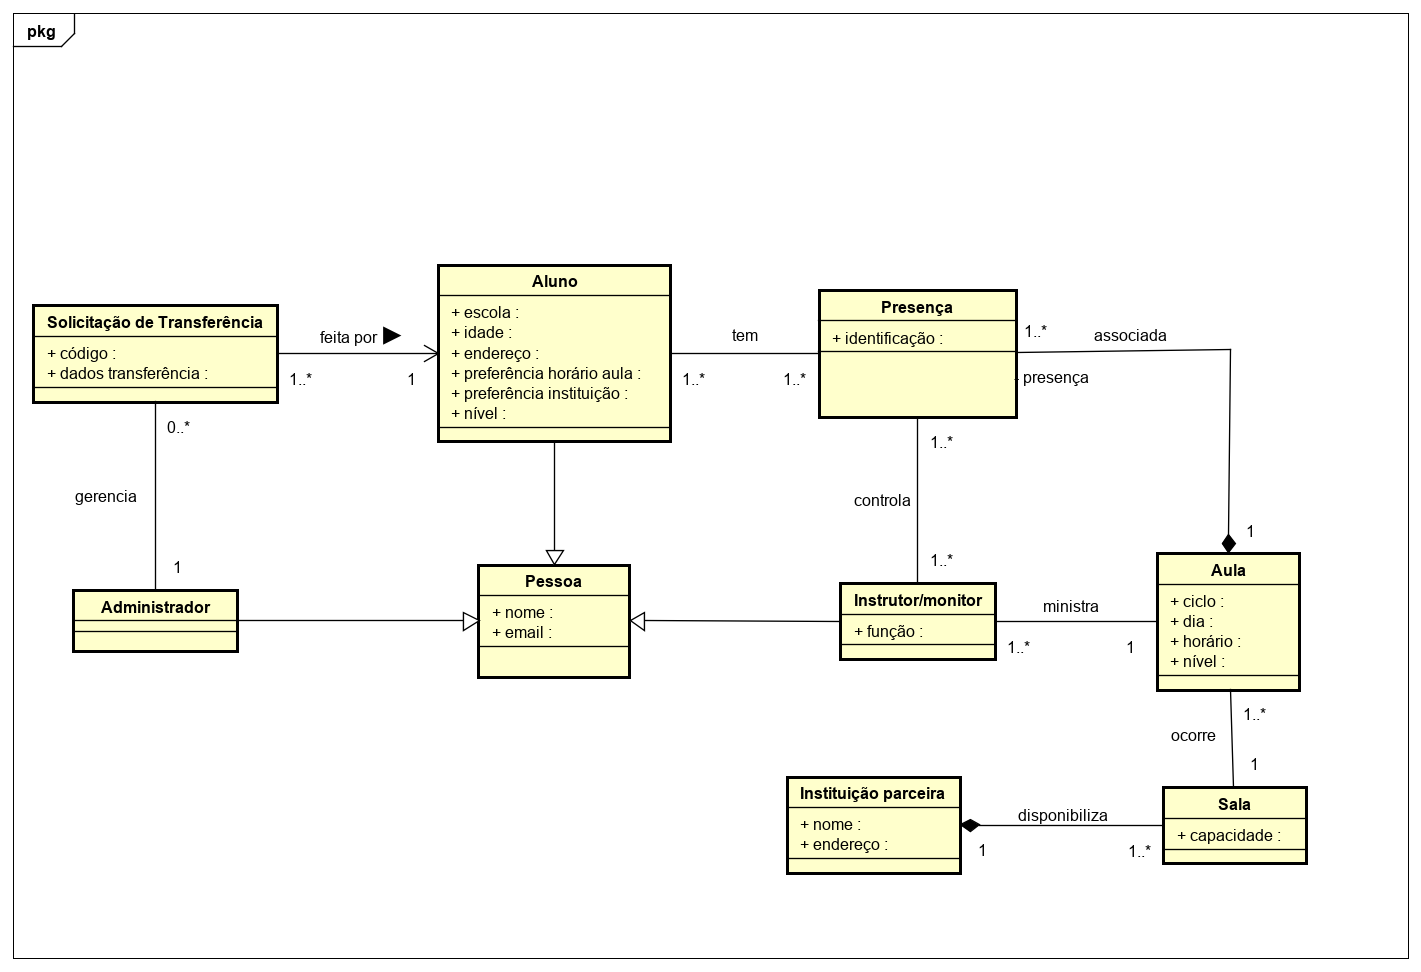 pkg
Solicitação de Transferência
+ código :
+ dados transferência :
feita por
1..*
1
Aluno
+ escola :
+ idade :
+ endereço :
+ preferência horário aula :
+ preferência instituição :
+ nível :
tem
1..*
1..*
Presença
+ identificação :
1..*
associada
- presença
1
0..*
gerencia
1
Administrador
Pessoa
+ nome :
+ email :
1..*
controla
1..*
Instrutor/monitor
+ função :
ministra
1..*
1
Aula
+ ciclo :
+ dia :
+ horário :
+ nível :
1..*
ocorre
1
Instituição parceira
+ nome :
+ endereço :
disponibiliza
1
1..*
Sala
+ capacidade :